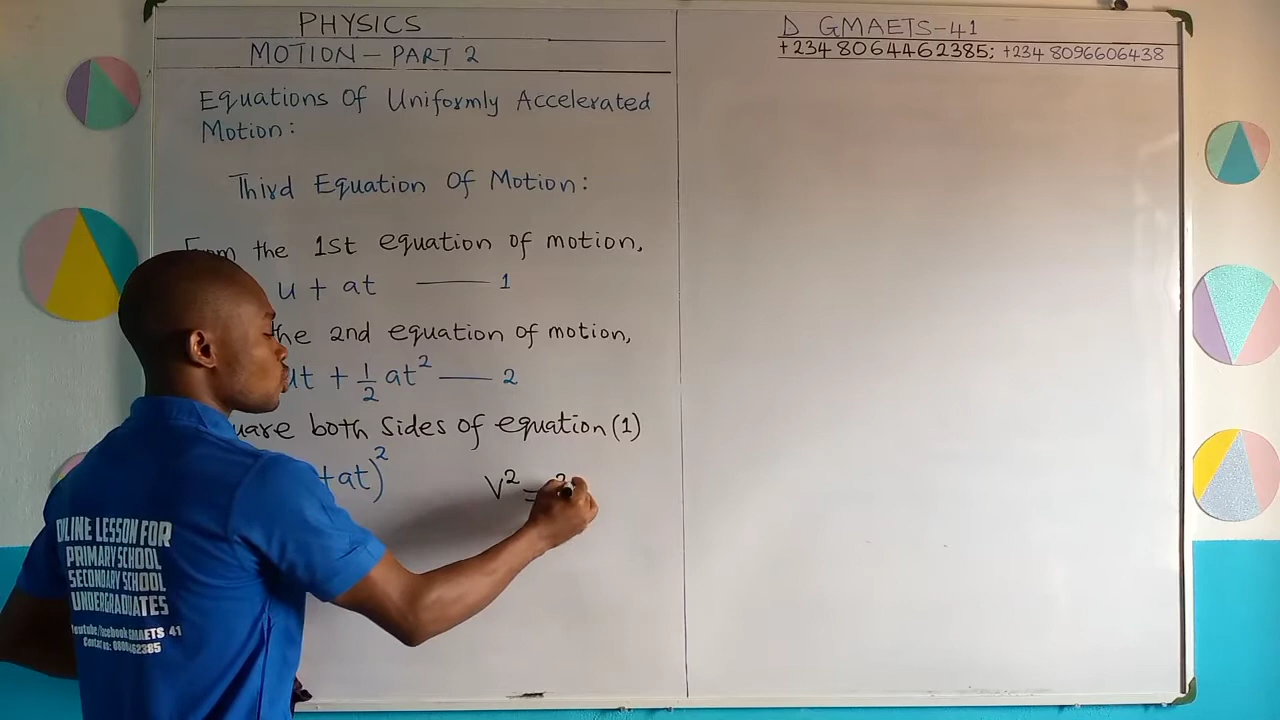 PHYSICS
MOTION – PART 2
Equations Of Uniformly Accelerated
Motion:
Third Equation Of Motion:
From the 1st equation of motion,
u + at —— 1
the 2nd equation of motion,
ut + 1/2 at² —— 2
both sides of equation (1)
+at)²
V² =
D GMAETS-41
+234 8064462385; +234 8096606438
LESSON FOR
PRIMARY SCHOOL
SECONDARY SCHOOL
UNDERGRADUATES
Youtube/facebook GMAETS 41